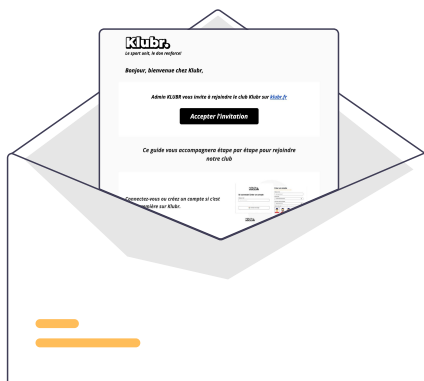 Klubr.
Le sport unit, le don renforce!
Bonjour, bienvenue chez Klubr,
Admin KLUBR vous invite à rejoindre le club Klubr sur klubr.fr
Accepter l'invitation
Ce guide vous accompagnera étape par étape pour rejoindre
notre club
Connectez-vous ou créez un compte si c'est
première sur Klubr.